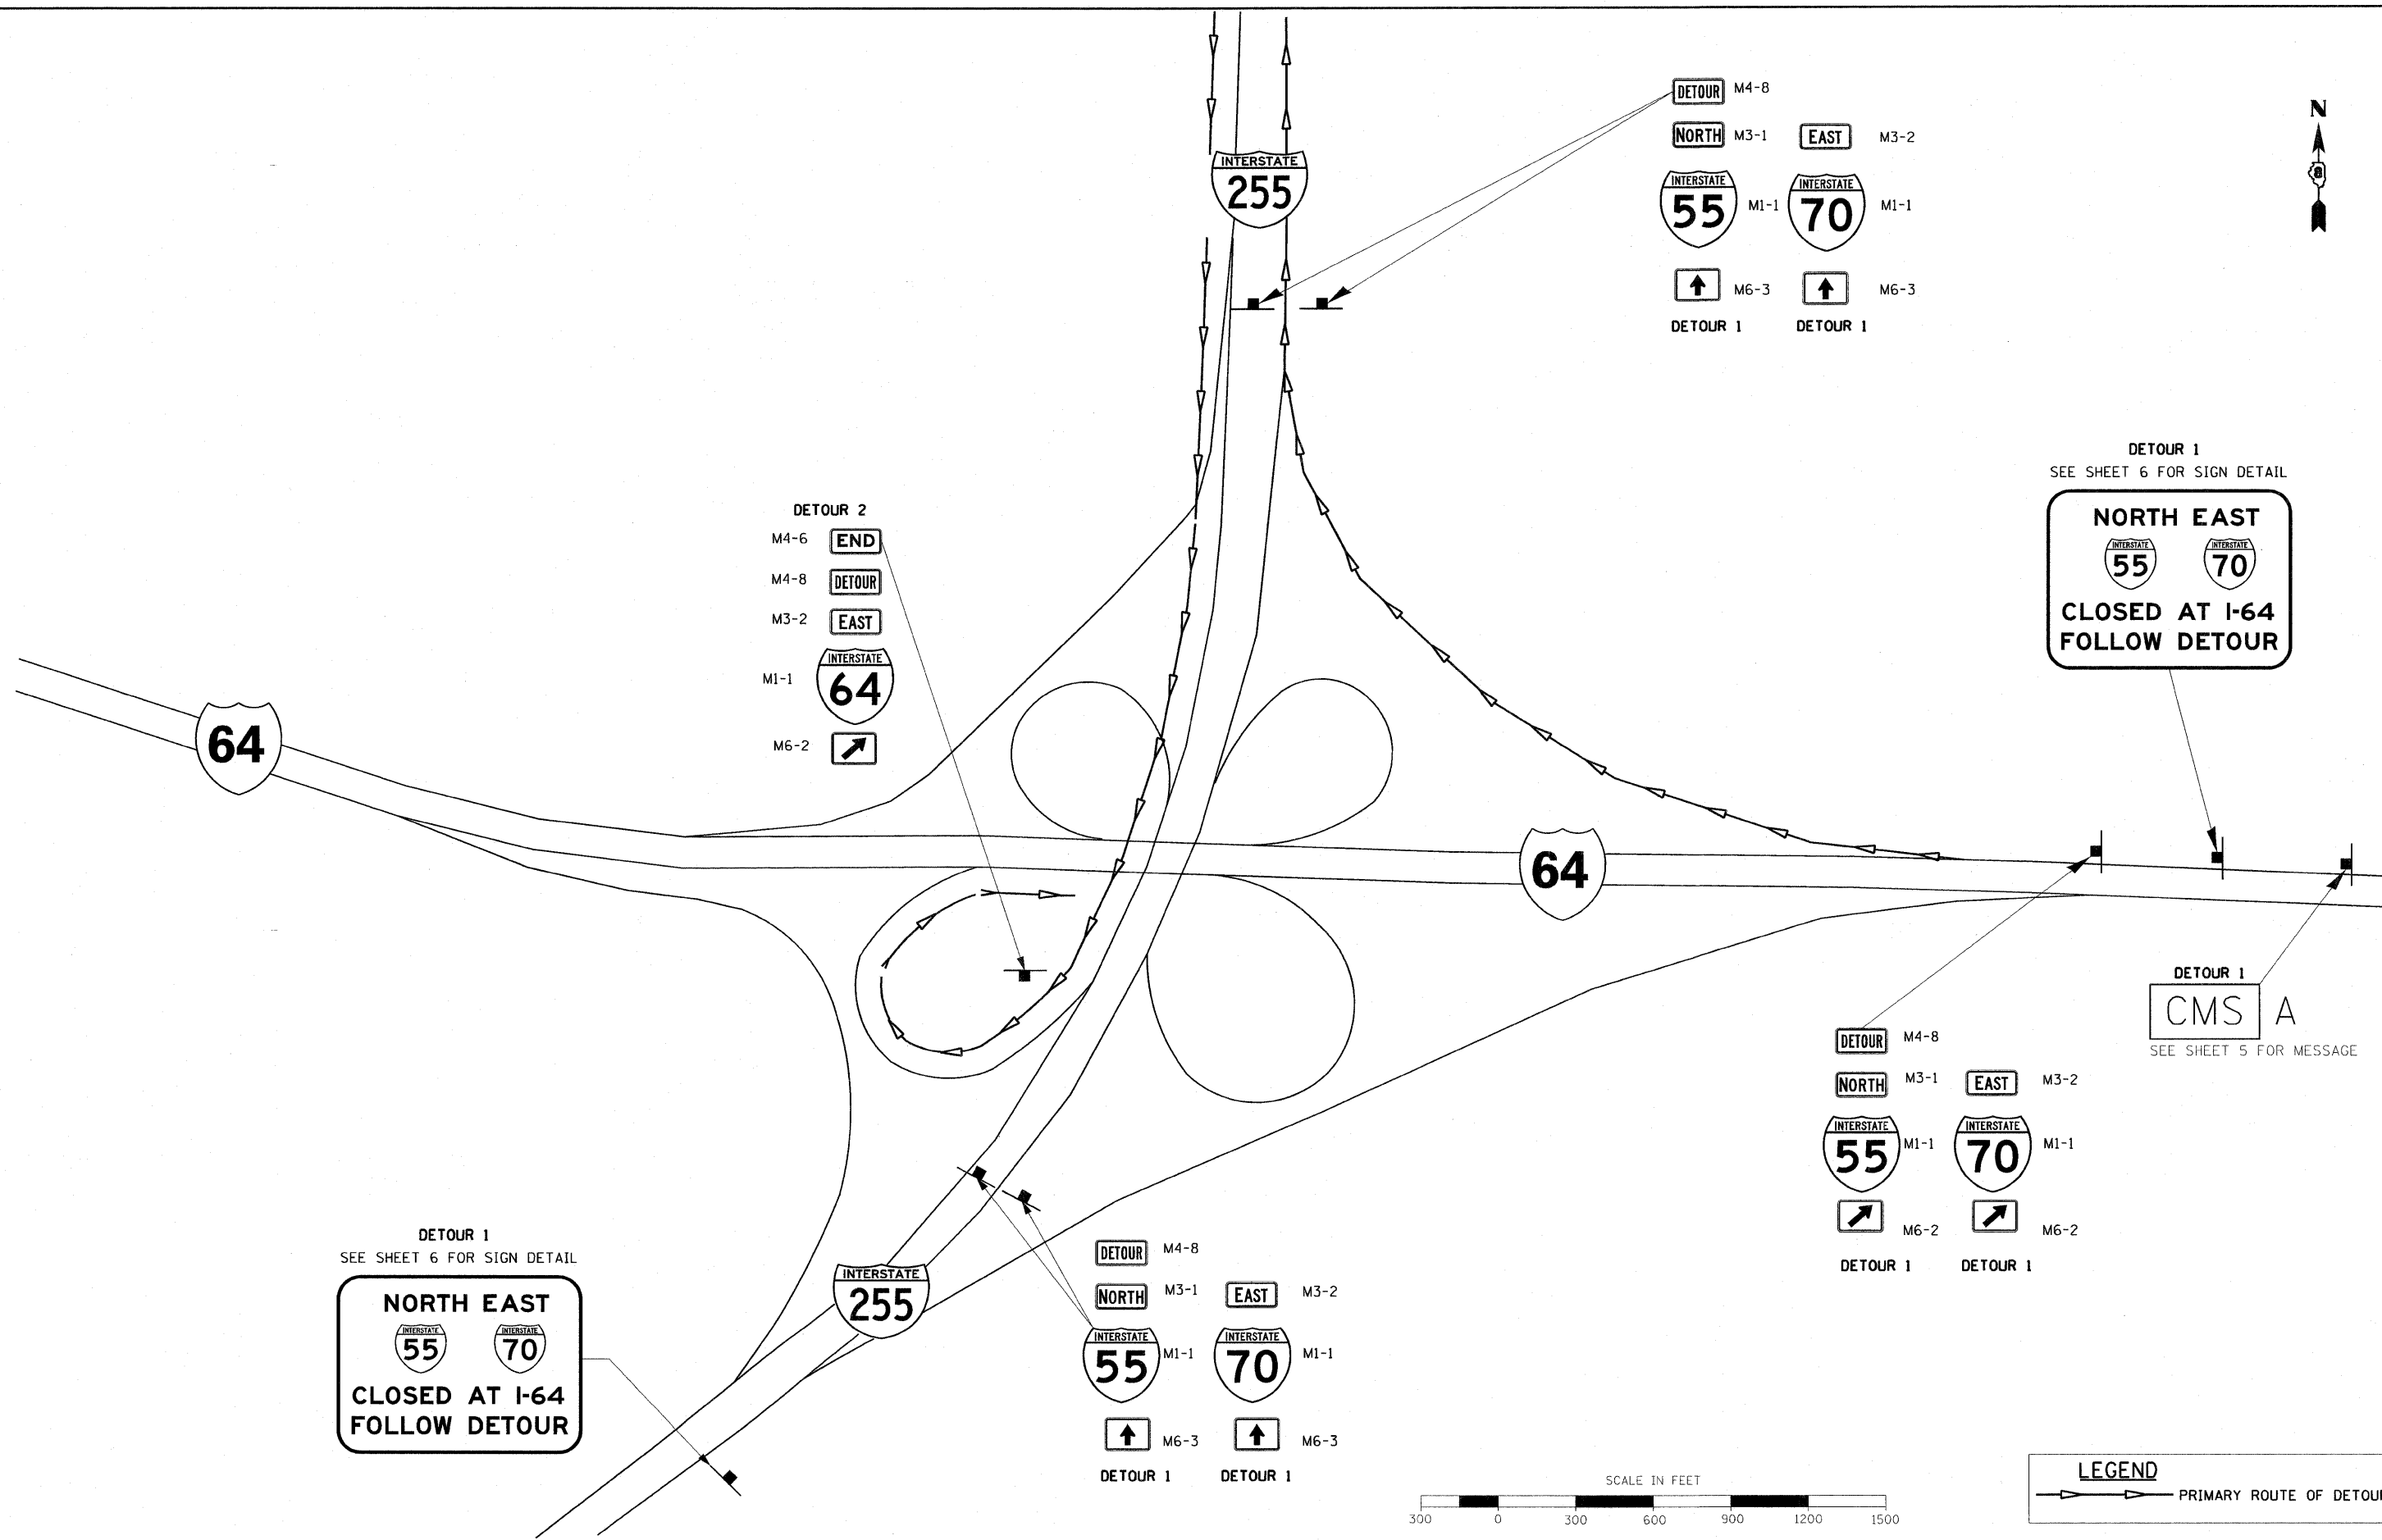 DETOUR M4-8
NORTH M3-1 EAST M3-2
INTERSTATE 55 M1-1 INTERSTATE 70 M1-1
M6-3 M6-3
DETOUR 1 DETOUR 1
N
INTERSTATE
255
DETOUR 1
SEE SHEET 6 FOR SIGN DETAIL
NORTH EAST
INTERSTATE INTERSTATE
55 70
CLOSED AT I-64
FOLLOW DETOUR
DETOUR 2
M4-6 END
M4-8 DETOUR
M3-2 EAST
INTERSTATE
M1-1 64
M6-2
64
64
DETOUR 1
CMS A
SEE SHEET 5 FOR MESSAGE
DETOUR M4-8
NORTH M3-1 EAST M3-2
INTERSTATE 55 M1-1 INTERSTATE 70 M1-1
M6-2 M6-2
DETOUR 1 DETOUR 1
DETOUR 1
SEE SHEET 6 FOR SIGN DETAIL
NORTH EAST
INTERSTATE INTERSTATE
55 70
CLOSED AT I-64
FOLLOW DETOUR
INTERSTATE
255
DETOUR M4-8
NORTH M3-1 EAST M3-2
INTERSTATE 55 M1-1 INTERSTATE 70 M1-1
M6-3 M6-3
DETOUR 1 DETOUR 1
SCALE IN FEET
300 0 300 600 900 1200 1500
LEGEND
PRIMARY ROUTE OF DETOUR